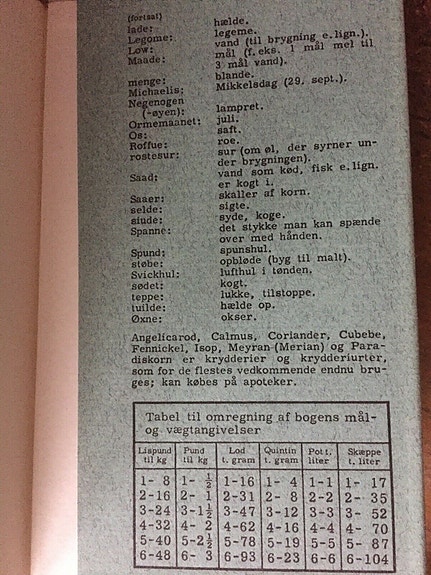 (fortsat)
lade: hælde.
Legome: legeme.
Low: vand (til brygning e.lign.).
Maade: mål (f.eks. 1 mål mel til
3 mål vand).
menge: blande.
Michaelis: Mikkelsdag (29. sept.).
Negenogen
(-øyen): lampret.
Ormemaanet: juli.
Os: saft.
Roffue: roe.
rostesur: sur (om øl, der syrner un-
der brygningen).
Saad: vand som kød, fisk e.lign.
er kogt i.
Saaer: skaller af korn.
selde: sigte.
siude: syde, koge.
Spanne: det stykke man kan spænde
over med hånden.
Spund: spunshul.
støbe: opbløde (byg til malt).
Svickhul: lufthul i tønden.
sødet: kogt.
teppe: lukke, tilstoppe.
tuilde: hælde op.
Øxne: okser.
Angelicarod, Calmus, Coriander, Cubebe,
Fennickel, Isop, Meyran (Merian) og Para-
diskorn er krydderier og krydderiurter,
som for de flestes vedkommende endnu bru-
ges; kan købes på apoteker.
Tabel til omregning af bogens mål-
og vægtangivelser
Lispund til kg Pund til kg Lod t. gram Quintin t. gram Pot t. liter Skæppe t. liter
1- 8 1- ½ 1-16 1- 4 1-1 1- 17
2-16 2- 1 2-31 2- 8 2-2 2- 35
3-24 3-1½ 3-47 3-12 3-3 3- 52
4-32 4- 2 4-62 4-16 4-4 4- 70
5-40 5-2½ 5-78 5-19 5-5 5- 87
6-48 6- 3 6-93 6-23 6-6 6-104